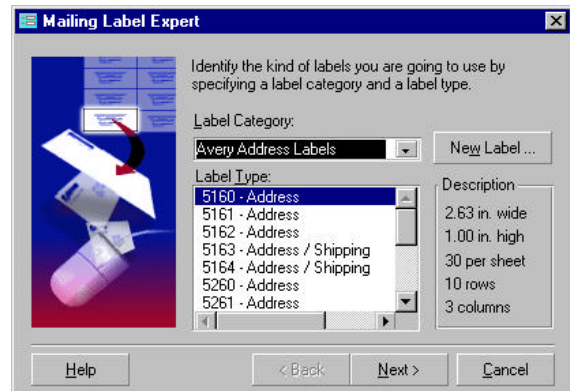 Mailing Label Expert
Identify the kind of labels you are going to use by
specifying a label category and a label type.
Label Category:
Avery Address Labels
New Label ...
Label Type:
5160 - Address
5161 - Address
5162 - Address
5163 - Address / Shipping
5164 - Address / Shipping
5260 - Address
5261 - Address
Description
2.63 in. wide
1.00 in. high
30 per sheet
10 rows
3 columns
Help
< Back
Next >
Cancel